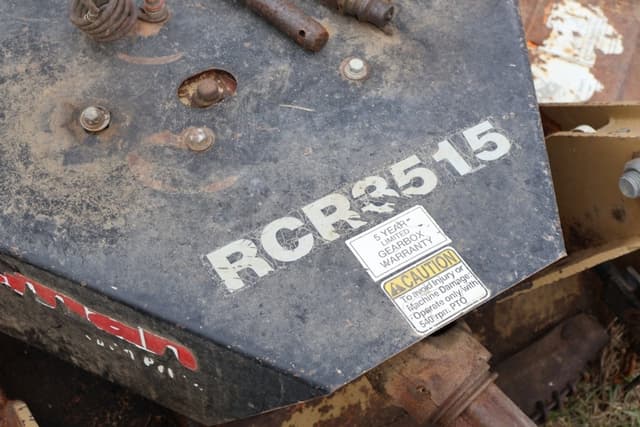 RCR3515
5 YEAR
LIMITED
GEARBOX
WARRANTY
CAUTION
To avoid Injury or
Machine Damage
Operate only with
540 rpm. PTO
man